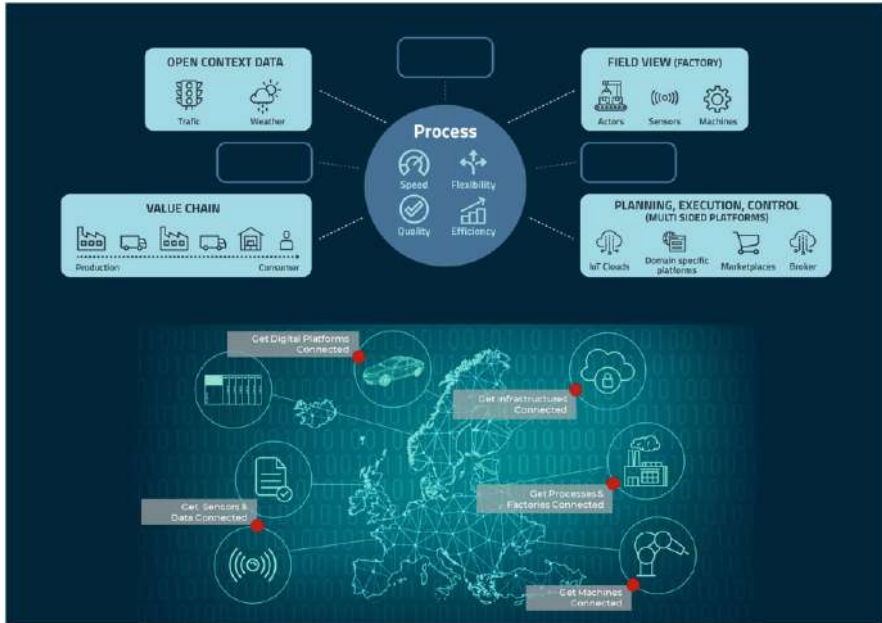 OPEN CONTEXT DATA
Trafic
Weather
FIELD VIEW (FACTORY)
Actors
Sensors
Machines
Process
Speed
Flexibility
Quality
Efficiency
VALUE CHAIN
Production
Consumer
PLANNING, EXECUTION, CONTROL
(MULTI SIDED PLATFORMS)
IoT Clouds
Domain specific
platforms
Marketplaces
Broker
Get Digital Platforms
Connected
Get Infrastructures
Connected
Get Processes &
Factories Connected
Get Sensors &
Data Connected
Get Machines
Connected